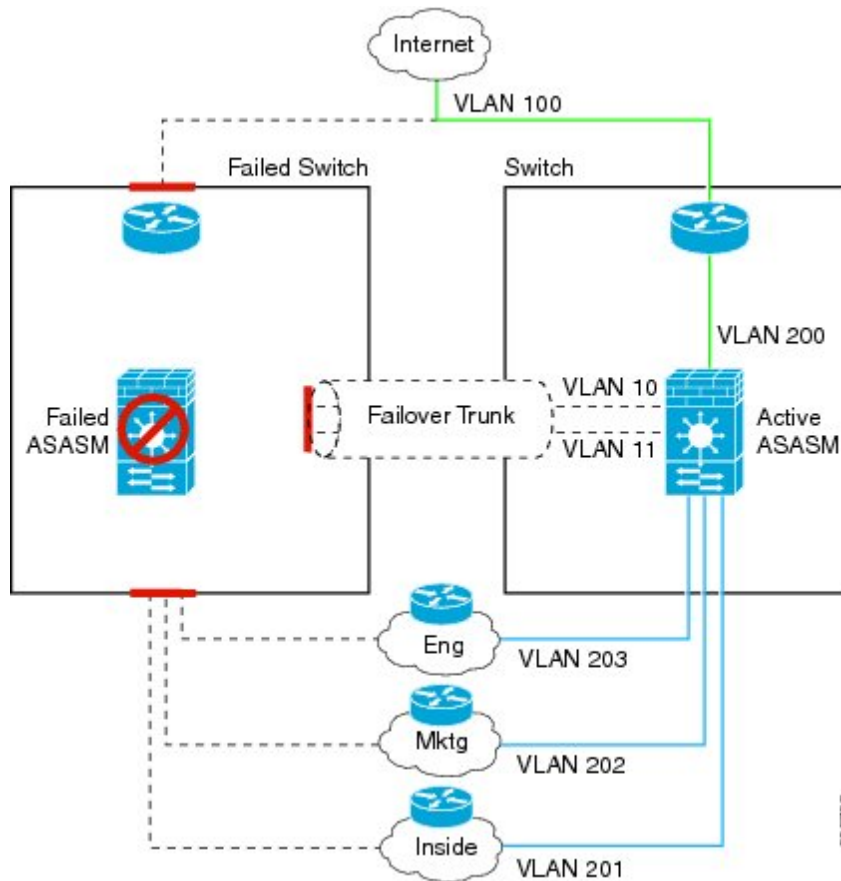 Internet
VLAN 100
Failed Switch
Switch
VLAN 200
Failed
ASASM
Failover Trunk
VLAN 10
VLAN 11
Active
ASASM
Eng
VLAN 203
Mktg
VLAN 202
Inside
VLAN 201